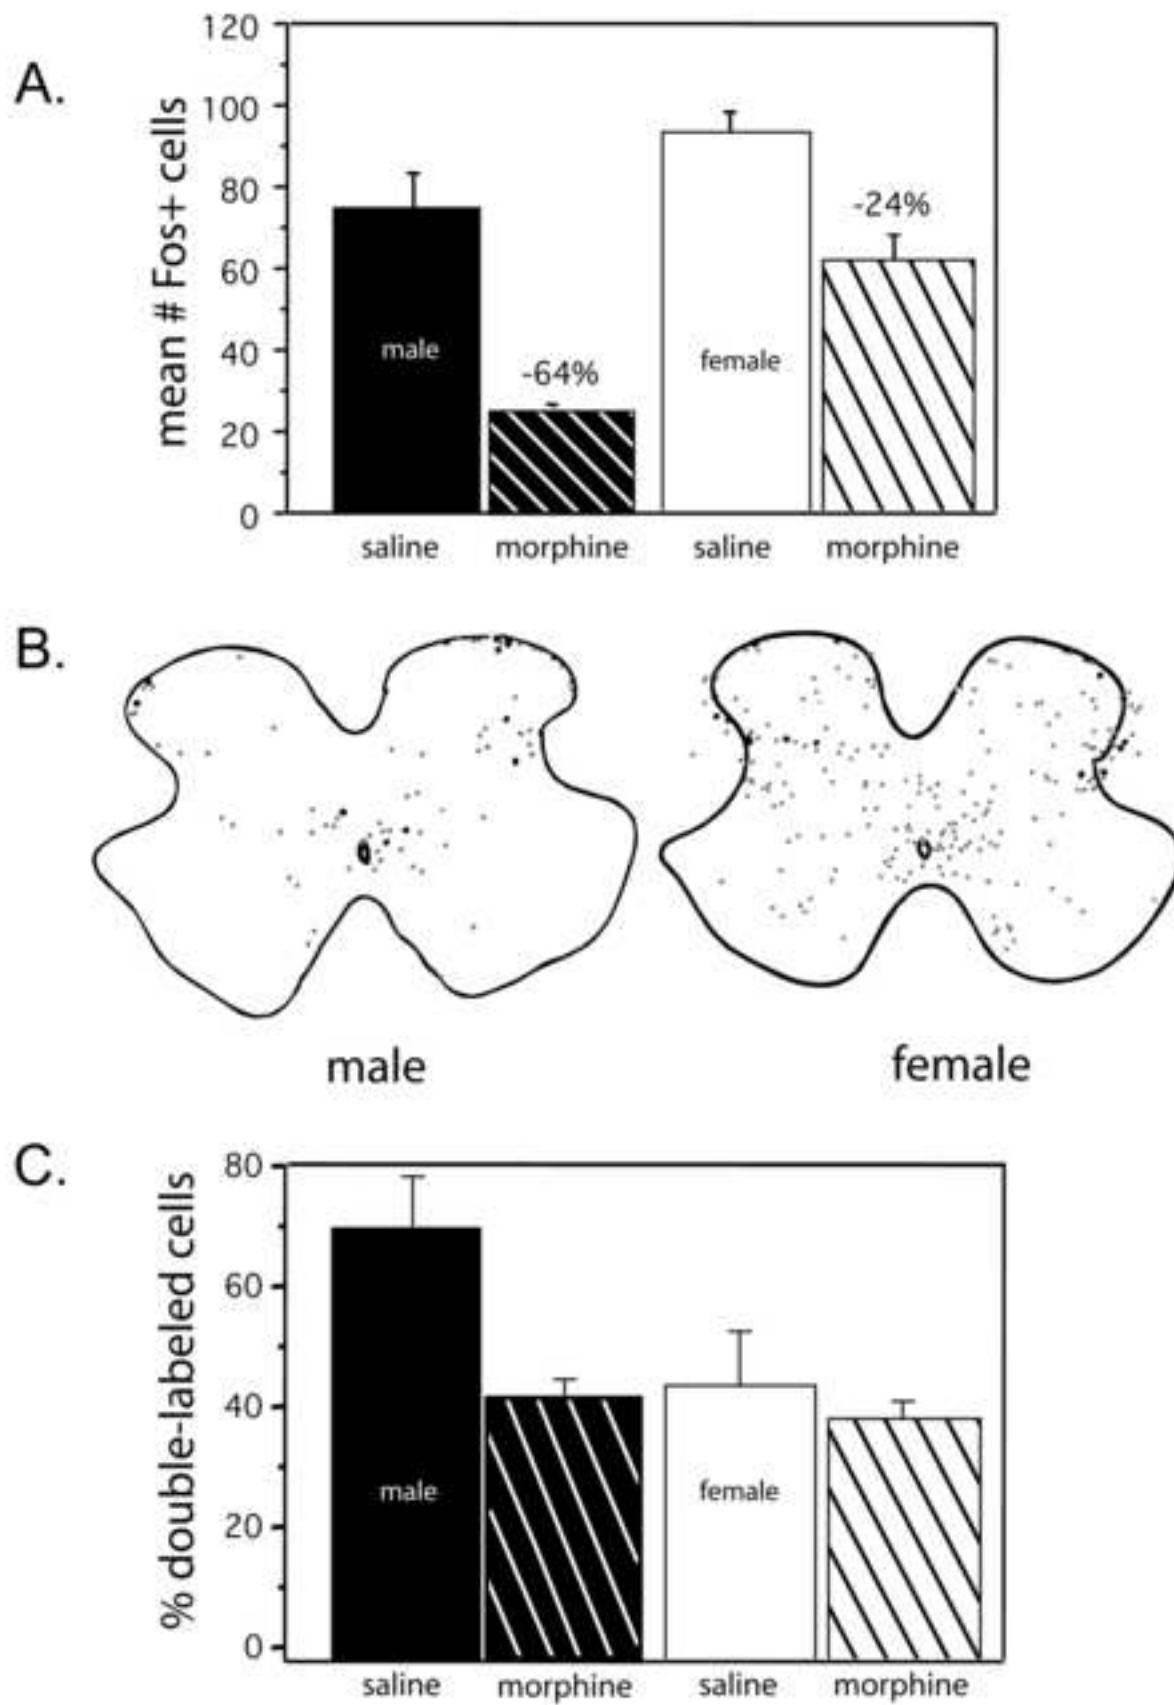 A.
mean # Fos+ cells
120
100
80
60
40
20
0
male
-64%
female
-24%
saline morphine saline morphine
B.
male female
C.
% double-labeled cells
80
60
40
20
0
male
female
saline morphine saline morphine